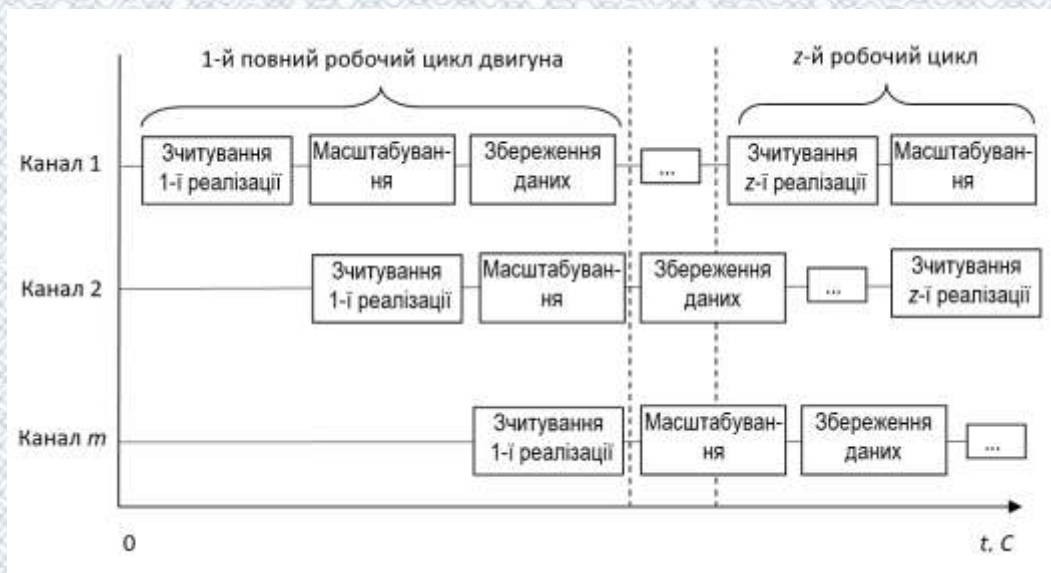 1-й повний робочий цикл двигуна
z-й робочий цикл
Канал 1
Зчитування
1-ї реалізації
Масштабуван-
ня
Збереження
даних
...
Зчитування
z-ї реалізації
Масштабуван-
ня
Канал 2
Зчитування
1-ї реалізації
Масштабуван-
ня
Збереження
даних
...
Зчитування
z-ї реалізації
Канал m
Зчитування
1-ї реалізації
Масштабуван-
ня
Збереження
даних
...
0
t, C